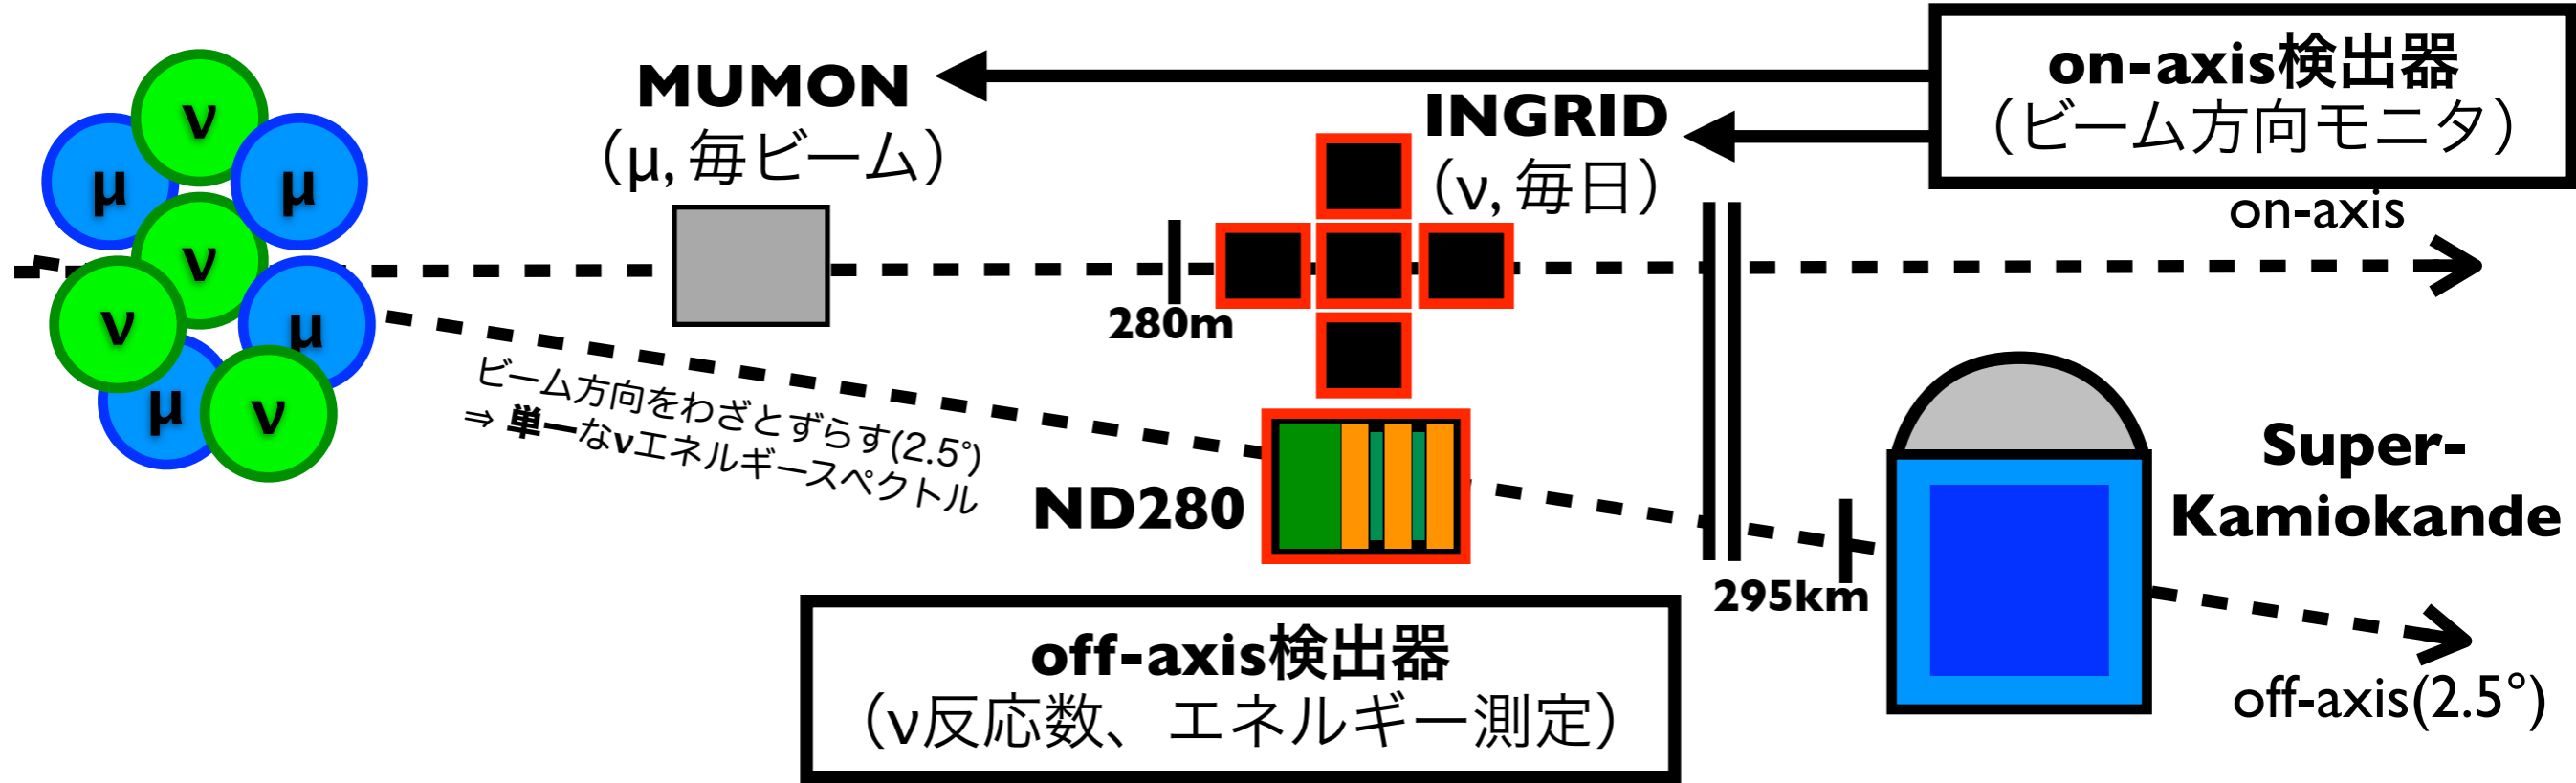 ν
μ
μ
ν
ν
μ
μ
ν
MUMON
(μ, 毎ビーム)
INGRID
(ν, 毎日)
on-axis検出器
(ビーム方向モニタ)
on-axis
280m
ビーム方向をわざとずらす(2.5°)
⇒ 単一なνエネルギースペクトル
ND280
295km
Super-
Kamiokande
off-axis検出器
(ν反応数、エネルギー測定)
off-axis(2.5°)